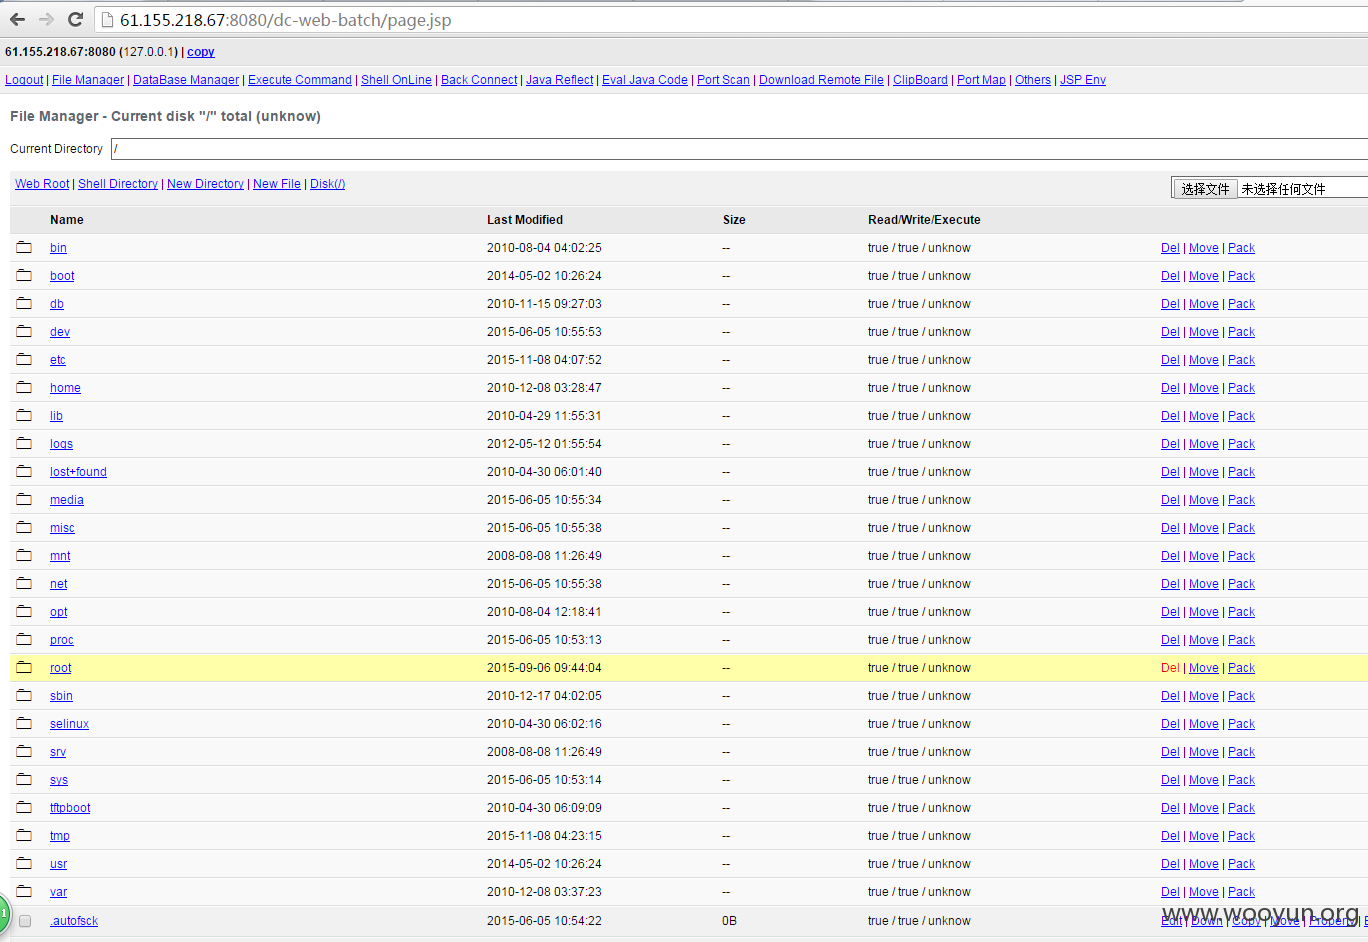 61.155.218.67:8080/dc-web-batch/page.jsp
61.155.218.67:8080 (127.0.0.1) | copy
Logout | File Manager | DataBase Manager | Execute Command | Shell OnLine | Back Connect | Java Reflect | Eval Java Code | Port Scan | Download Remote File | ClipBoard | Port Map | Others | JSP Env
File Manager - Current disk "/" total (unknow)
Current Directory /
Web Root | Shell Directory | New Directory | New File | Disk(/) 选择文件 未选择任何文件
Name Last Modified Size Read/Write/Execute
bin 2010-08-04 04:02:25 -- true / true / unknow Del | Move | Pack
boot 2014-05-02 10:26:24 -- true / true / unknow Del | Move | Pack
db 2010-11-15 09:27:03 -- true / true / unknow Del | Move | Pack
dev 2015-06-05 10:55:53 -- true / true / unknow Del | Move | Pack
etc 2015-11-08 04:07:52 -- true / true / unknow Del | Move | Pack
home 2010-12-08 03:28:47 -- true / true / unknow Del | Move | Pack
lib 2010-04-29 11:55:31 -- true / true / unknow Del | Move | Pack
logs 2012-05-12 01:55:54 -- true / true / unknow Del | Move | Pack
lost+found 2010-04-30 06:01:40 -- true / true / unknow Del | Move | Pack
media 2015-06-05 10:55:34 -- true / true / unknow Del | Move | Pack
misc 2015-06-05 10:55:38 -- true / true / unknow Del | Move | Pack
mnt 2008-08-08 11:26:49 -- true / true / unknow Del | Move | Pack
net 2015-06-05 10:55:38 -- true / true / unknow Del | Move | Pack
opt 2010-08-04 12:18:41 -- true / true / unknow Del | Move | Pack
proc 2015-06-05 10:53:13 -- true / true / unknow Del | Move | Pack
root 2015-09-06 09:44:04 -- true / true / unknow Del | Move | Pack
sbin 2010-12-17 04:02:05 -- true / true / unknow Del | Move | Pack
selinux 2010-04-30 06:02:16 -- true / true / unknow Del | Move | Pack
srv 2008-08-08 11:26:49 -- true / true / unknow Del | Move | Pack
sys 2015-06-05 10:53:14 -- true / true / unknow Del | Move | Pack
tftpboot 2010-04-30 06:09:09 -- true / true / unknow Del | Move | Pack
tmp 2015-11-08 04:23:15 -- true / true / unknow Del | Move | Pack
usr 2014-05-02 10:26:24 -- true / true / unknow Del | Move | Pack
var 2010-12-08 03:37:23 -- true / true / unknow Del | Move | Pack
1
.autofsck 2015-06-05 10:54:22 0B true / true / unknow Edit | Down | Copy | Move | Property |
www.wooyun.org